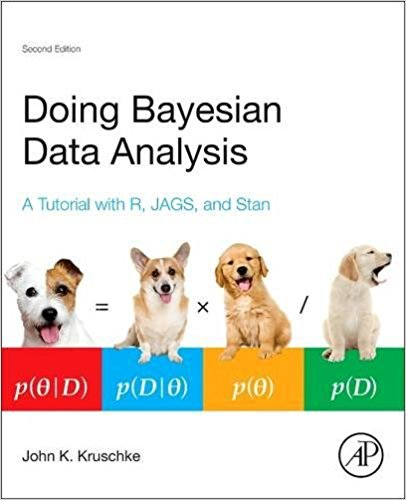 Second Edition
Doing Bayesian
Data Analysis
A Tutorial with R, JAGS, and Stan
= × /
p(θ|D) p(D|θ) p(θ) p(D)
John K. Kruschke
AP